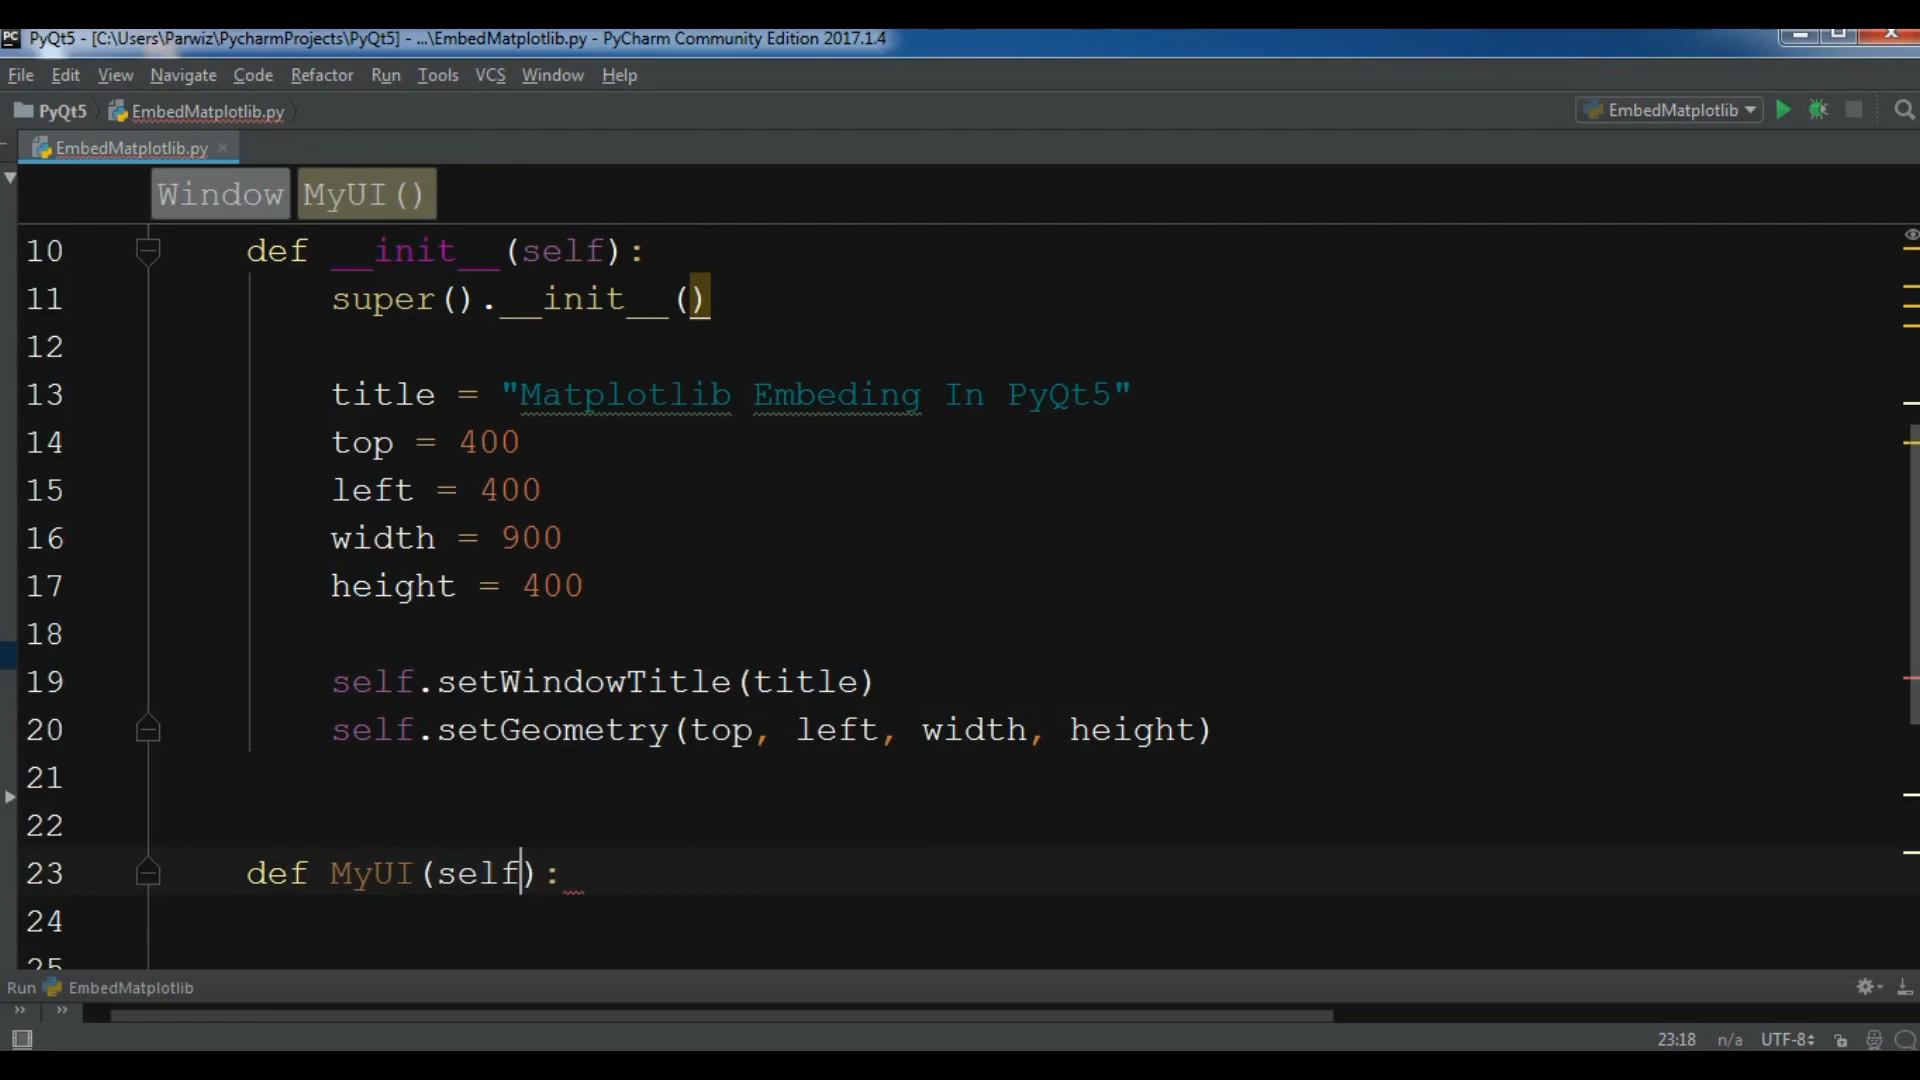 PC PyQt5 - [C:\Users\Parwiz\PycharmProjects\PyQt5] - ...\EmbedMatplotlib.py - PyCharm Community Edition 2017.1.4
File Edit View Navigate Code Refactor Run Tools VCS Window Help
PyQt5 EmbedMatplotlib.py EmbedMatplotlib
EmbedMatplotlib.py
Window MyUI()
10 def __init__(self):
11 super().__init__()
12
13 title = "Matplotlib Embeding In PyQt5"
14 top = 400
15 left = 400
16 width = 900
17 height = 400
18
19 self.setWindowTitle(title)
20 self.setGeometry(top, left, width, height)
21
22
23 def MyUI(self):
24
25
Run EmbedMatplotlib
23:18 n/a UTF-8